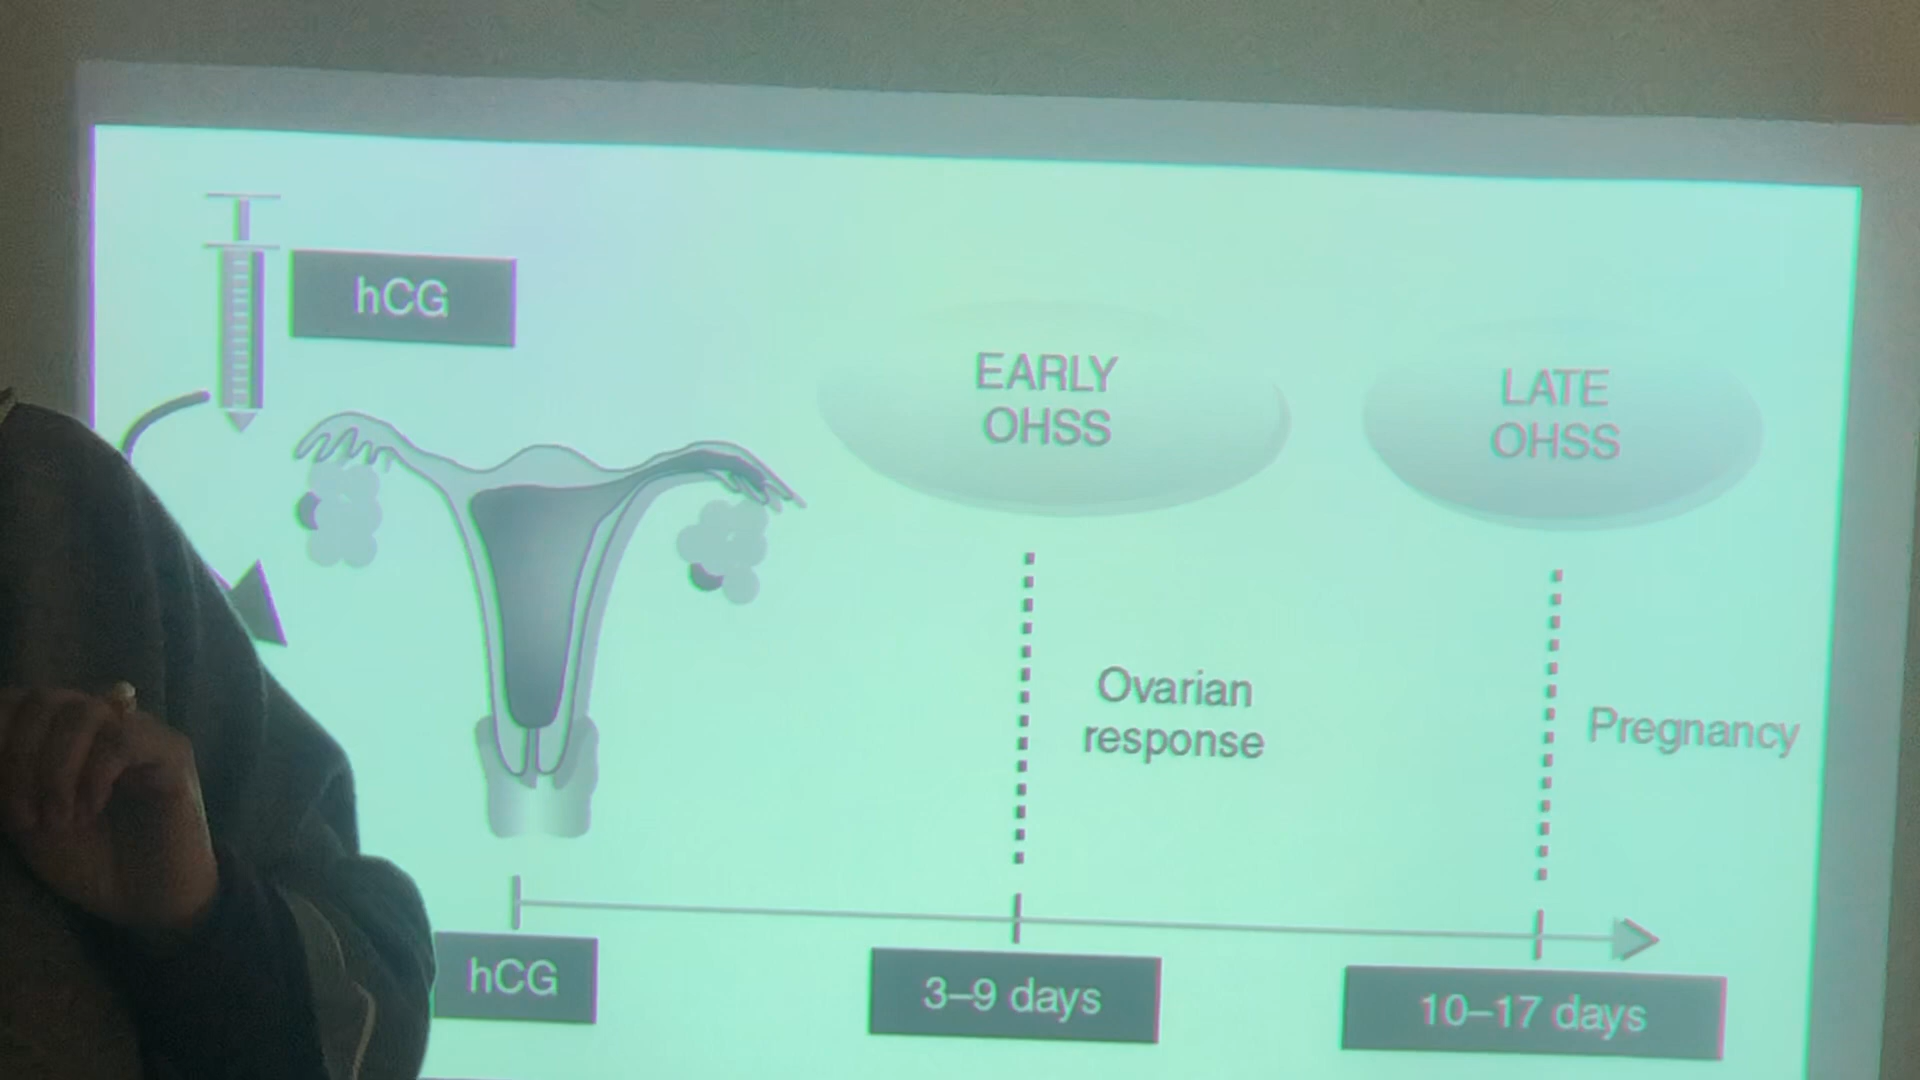 hCG
EARLY
OHSS
LATE
OHSS
Ovarian
response
Pregnancy
hCG
3–9 days
10–17 days